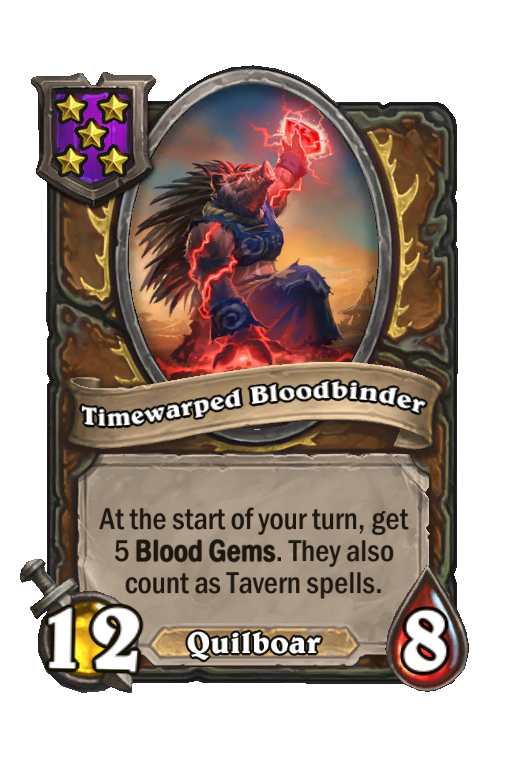 Timewarped Bloodbinder
At the start of your turn, get
5 Blood Gems. They also
count as Tavern spells.
12
Quilboar
8